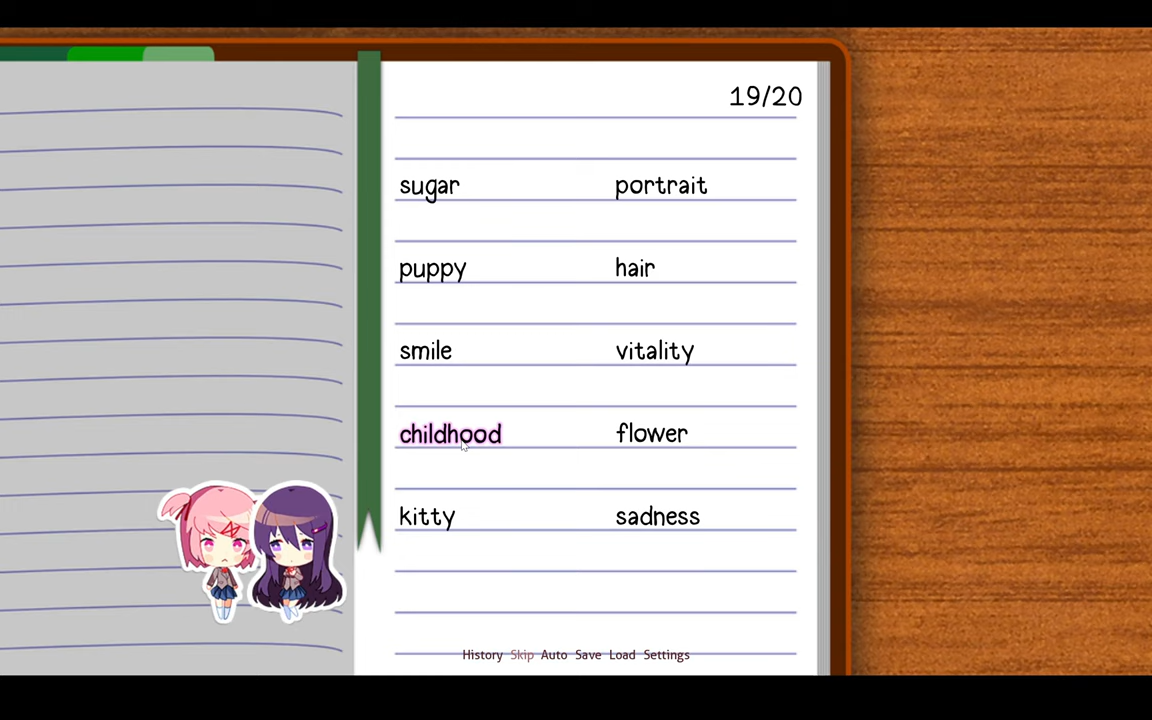 19/20
sugar portrait
puppy hair
smile vitality
childhood flower
kitty sadness
History Skip Auto Save Load Settings